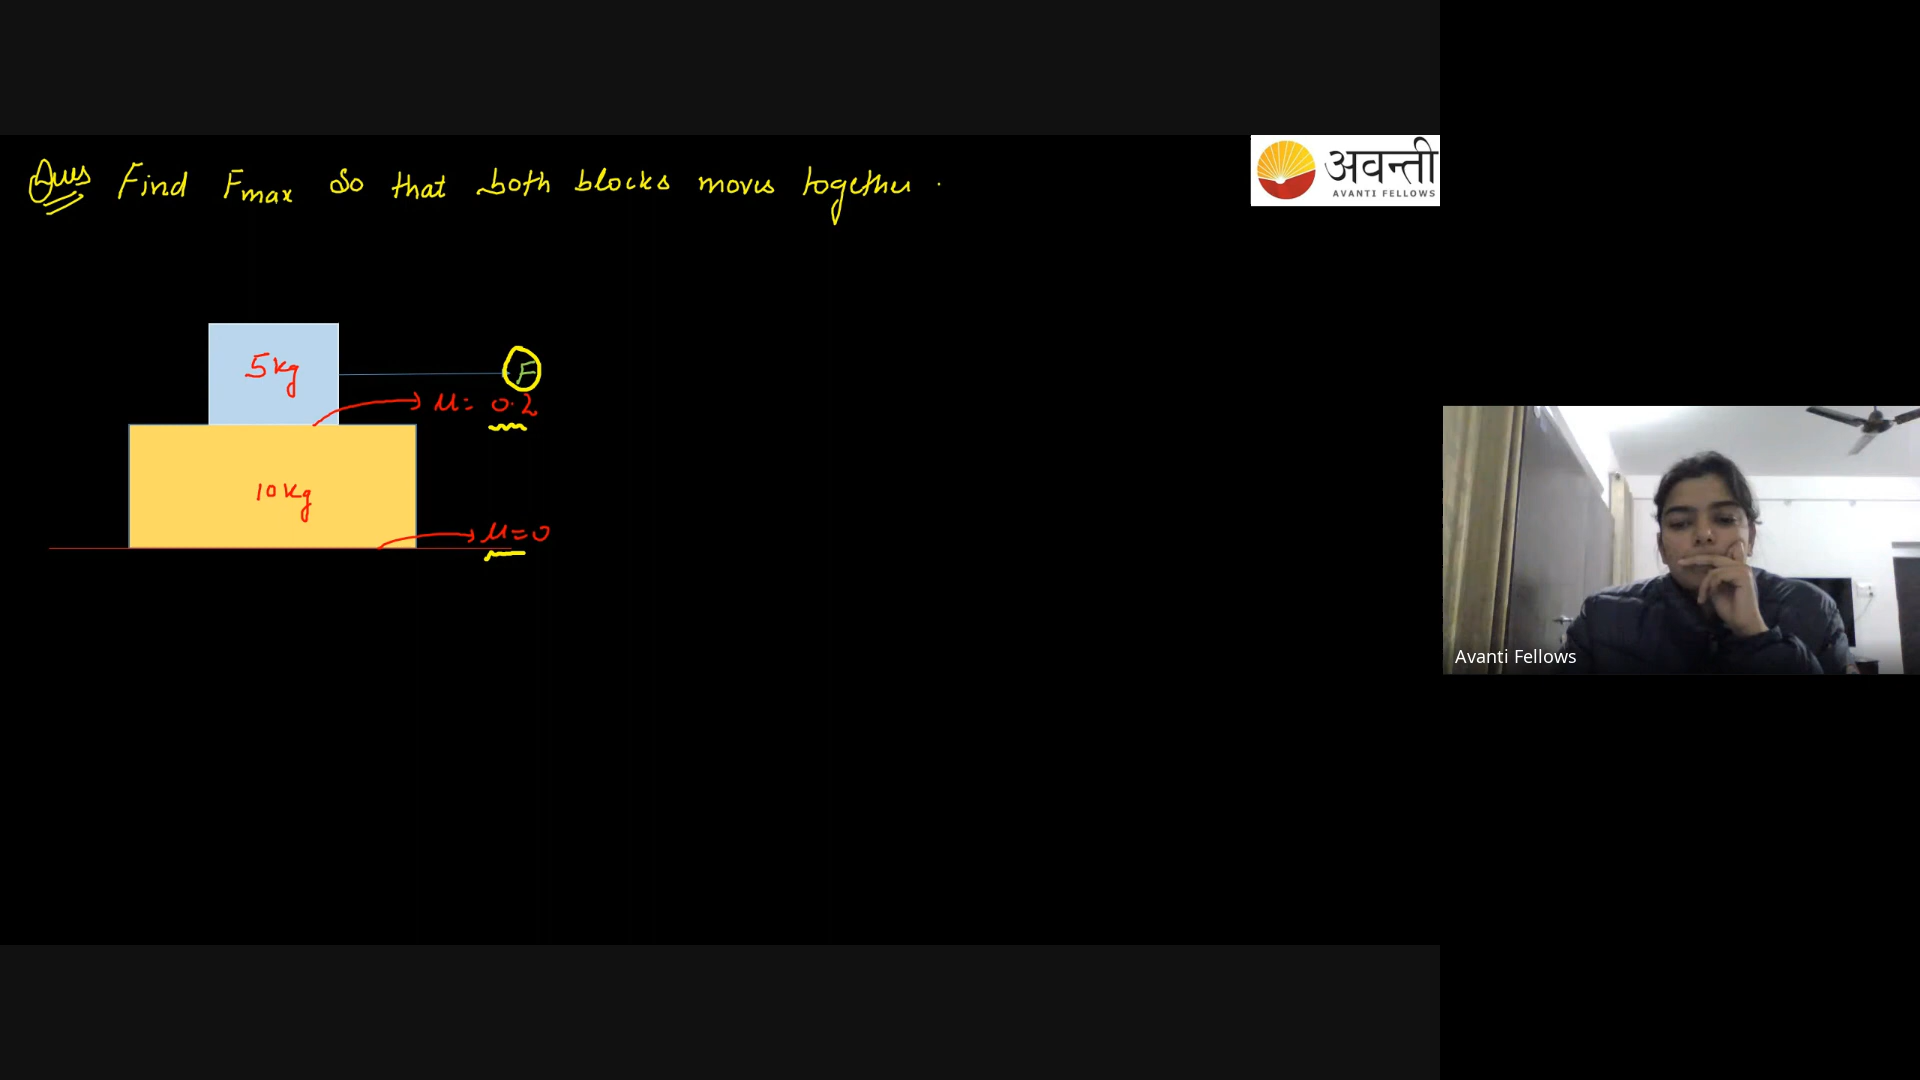 Ques Find Fmax so that both blocks moves together .
अवन्ती
AVANTI FELLOWS
5kg
F
μ= 0.2
10kg
μ=0
Avanti Fellows